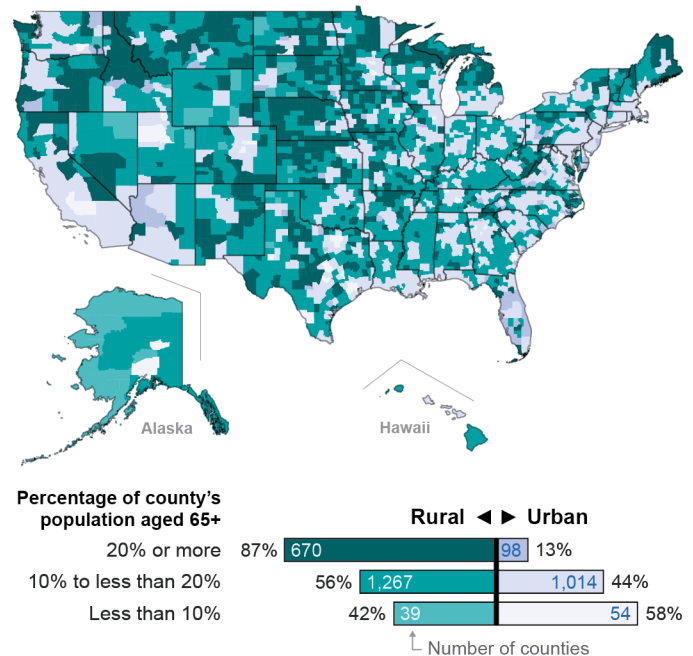 Alaska
Hawaii
Percentage of county's
population aged 65+
Rural ◄ ► Urban
20% or more 87% 670 98 13%
10% to less than 20% 56% 1,267 1,014 44%
Less than 10% 42% 39 54 58%
Number of counties